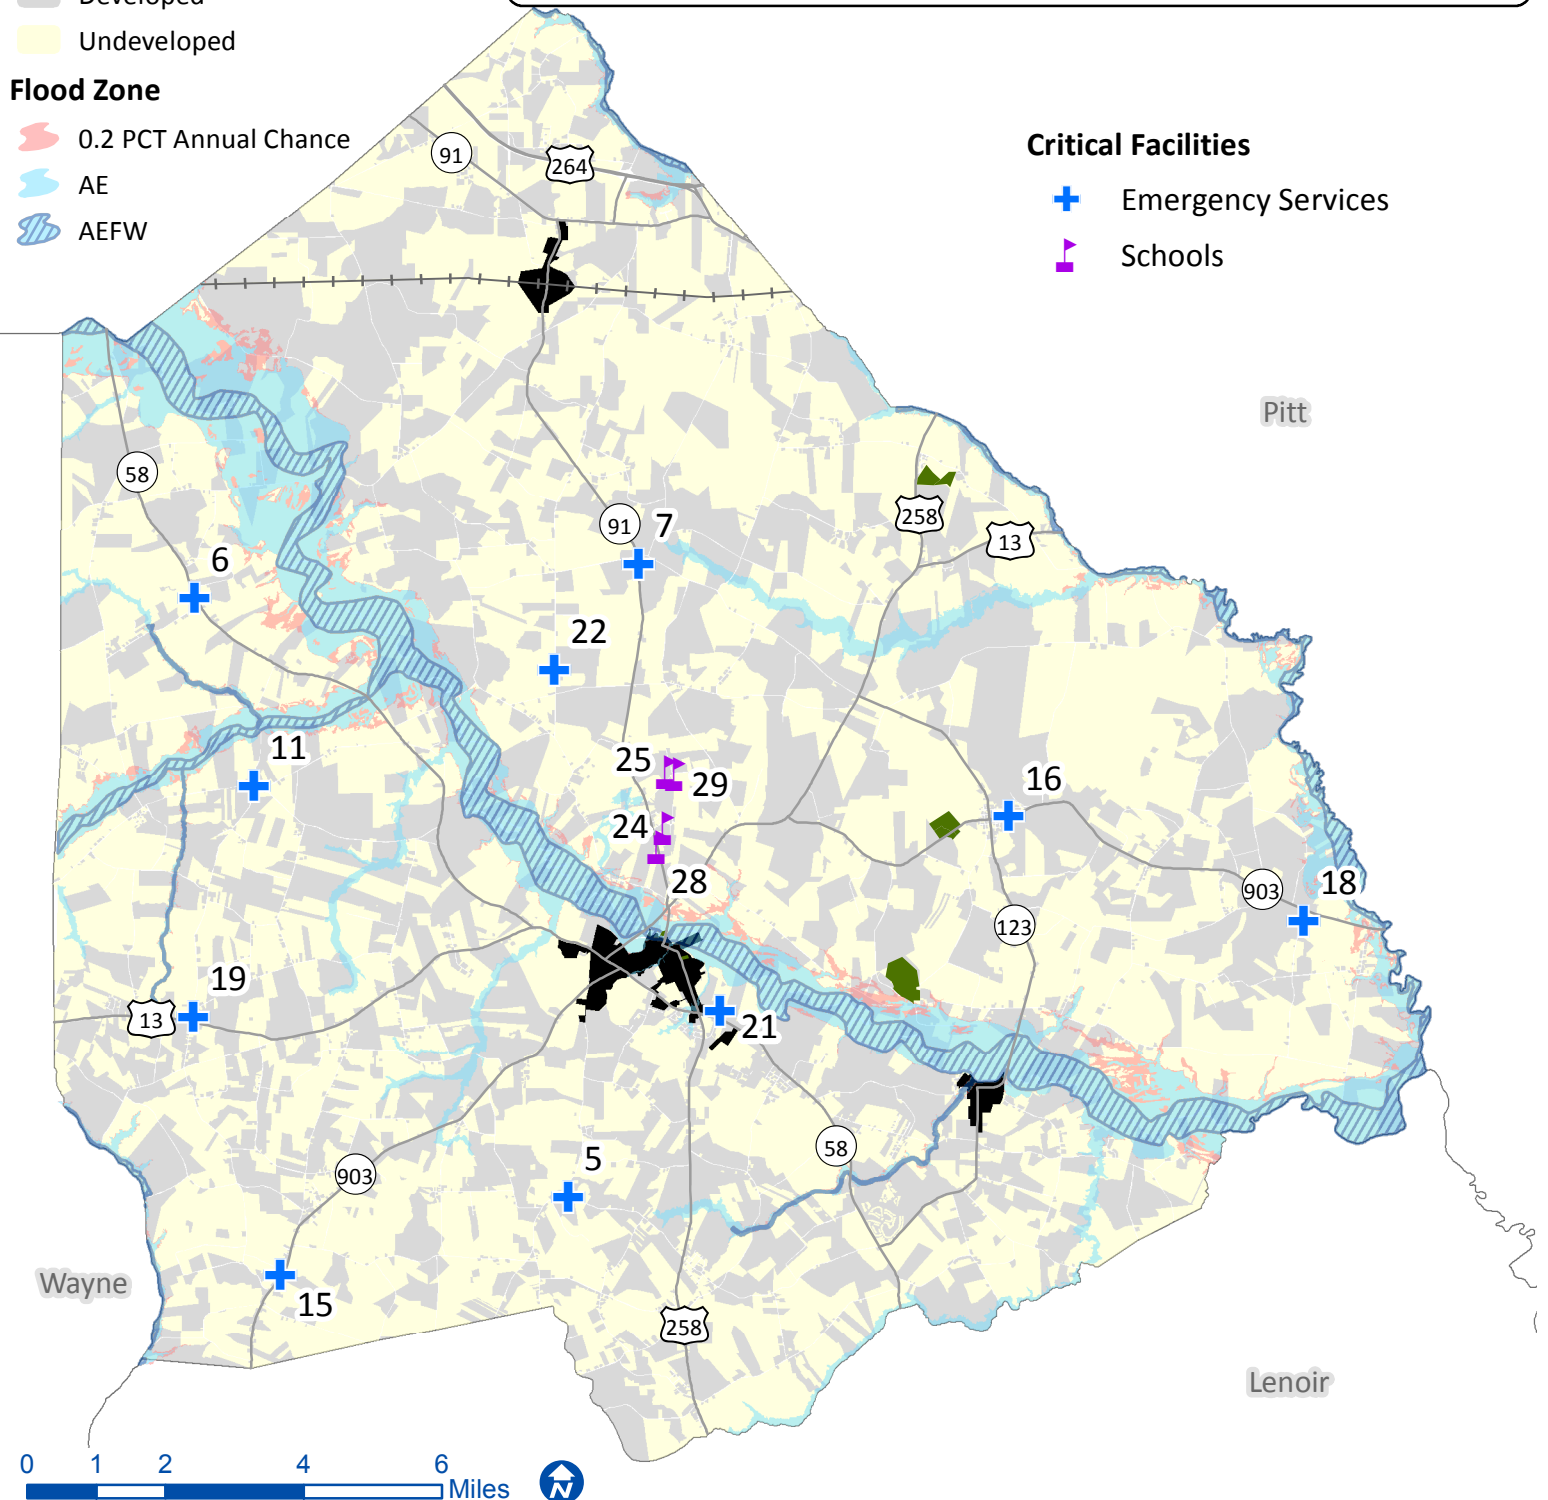 Developed
Undeveloped
Flood Zone
0.2 PCT Annual Chance
AE
AEFW
Critical Facilities
Emergency Services
Schools
91
264
Pitt
58
258
13
91
7
6
22
25
29
11
16
24
28
903
18
123
19
13
21
58
5
903
Wayne
15
258
Lenoir
0 1 2 4 6
Miles
N